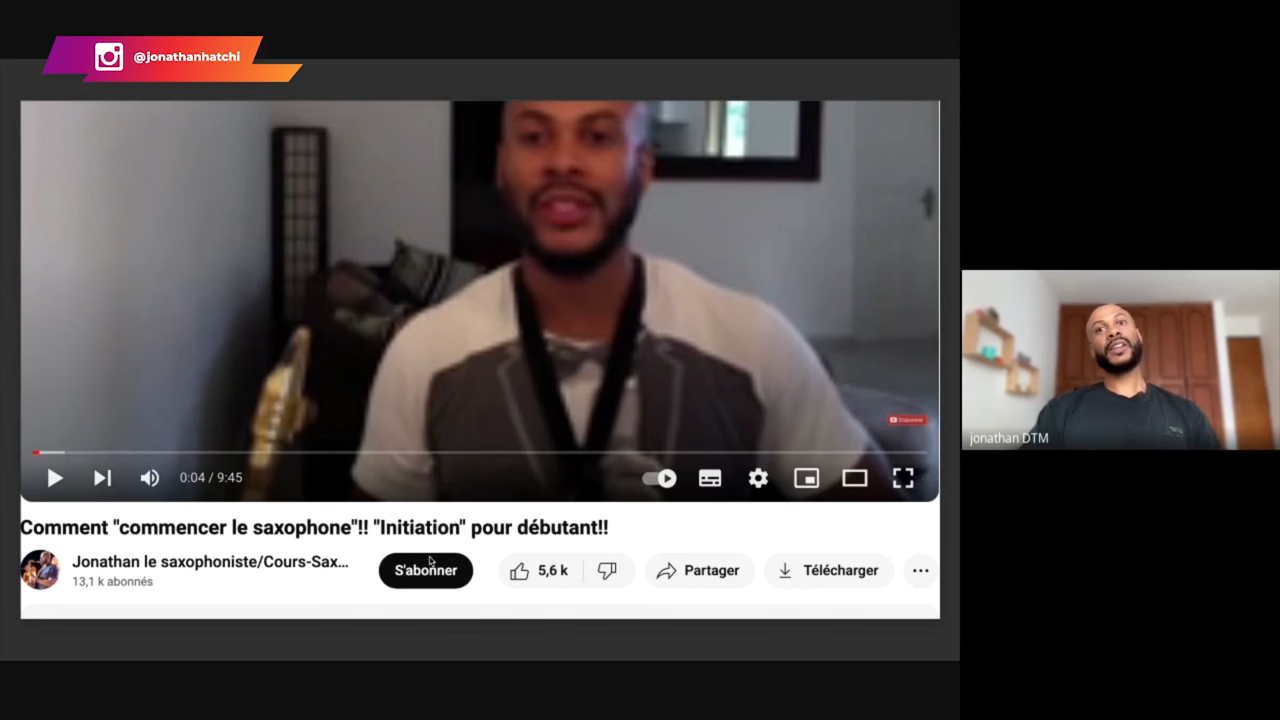 @jonathanhatchi
S'abonner
0:04 / 9:45
Comment "commencer le saxophone"!! "Initiation" pour débutant!!
Jonathan le saxophoniste/Cours-Sax...
13,1 k abonnés
S'abonner
5,6 k
Partager
Télécharger
jonathan DTM